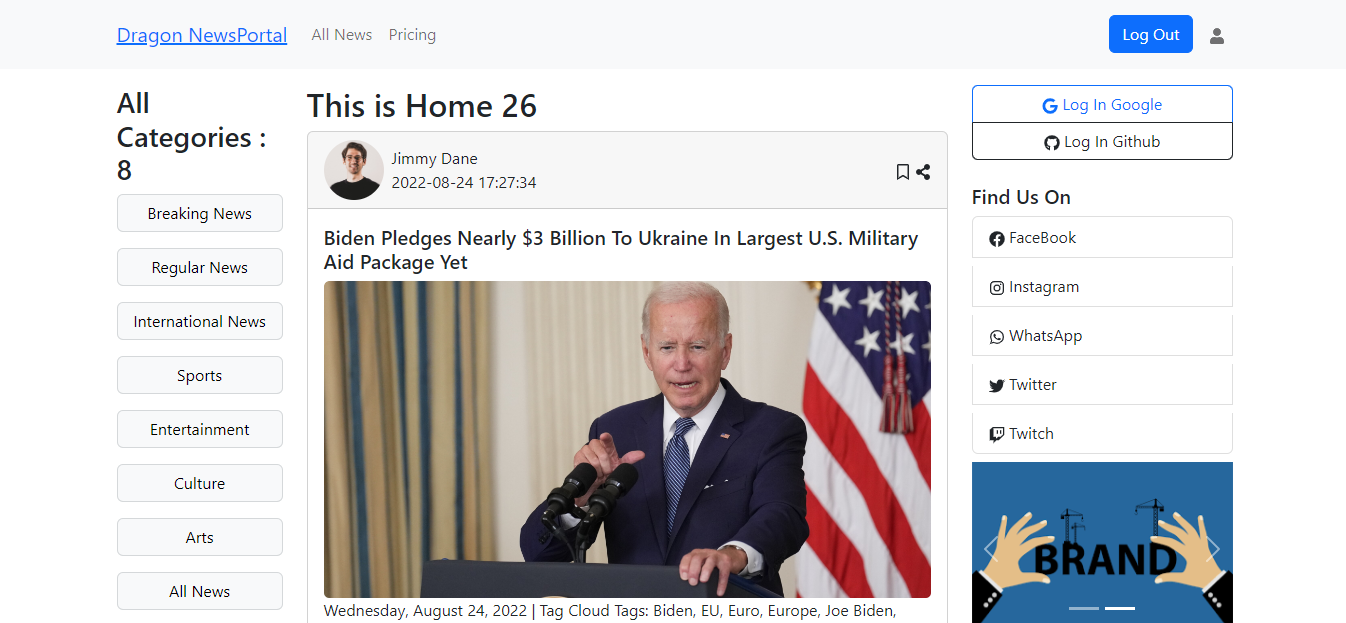 Dragon NewsPortal
All News
Pricing
Log Out
All
Categories :
8
Breaking News
Regular News
International News
Sports
Entertainment
Culture
Arts
All News
This is Home 26
Jimmy Dane
2022-08-24 17:27:34
Biden Pledges Nearly $3 Billion To Ukraine In Largest U.S. Military
Aid Package Yet
Wednesday, August 24, 2022 | Tag Cloud Tags: Biden, EU, Euro, Europe, Joe Biden,
Log In Google
Log In Github
Find Us On
FaceBook
Instagram
WhatsApp
Twitter
Twitch
BRAND